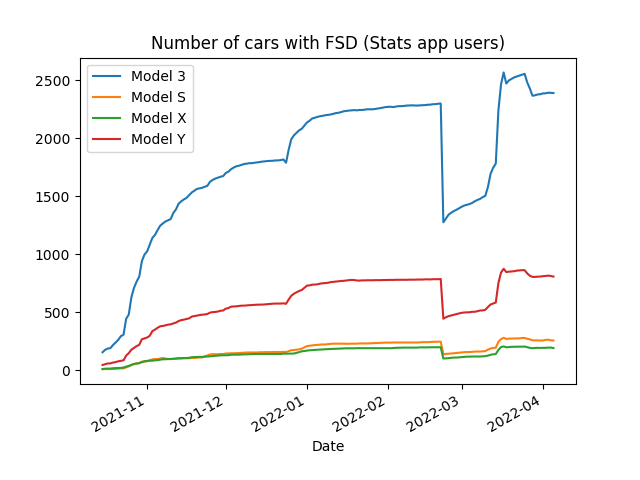 Number of cars with FSD (Stats app users)
Model 3
Model S
Model X
Model Y
2500
2000
1500
1000
500
0
2021-11
2021-12
2022-01
2022-02
2022-03
2022-04
Date